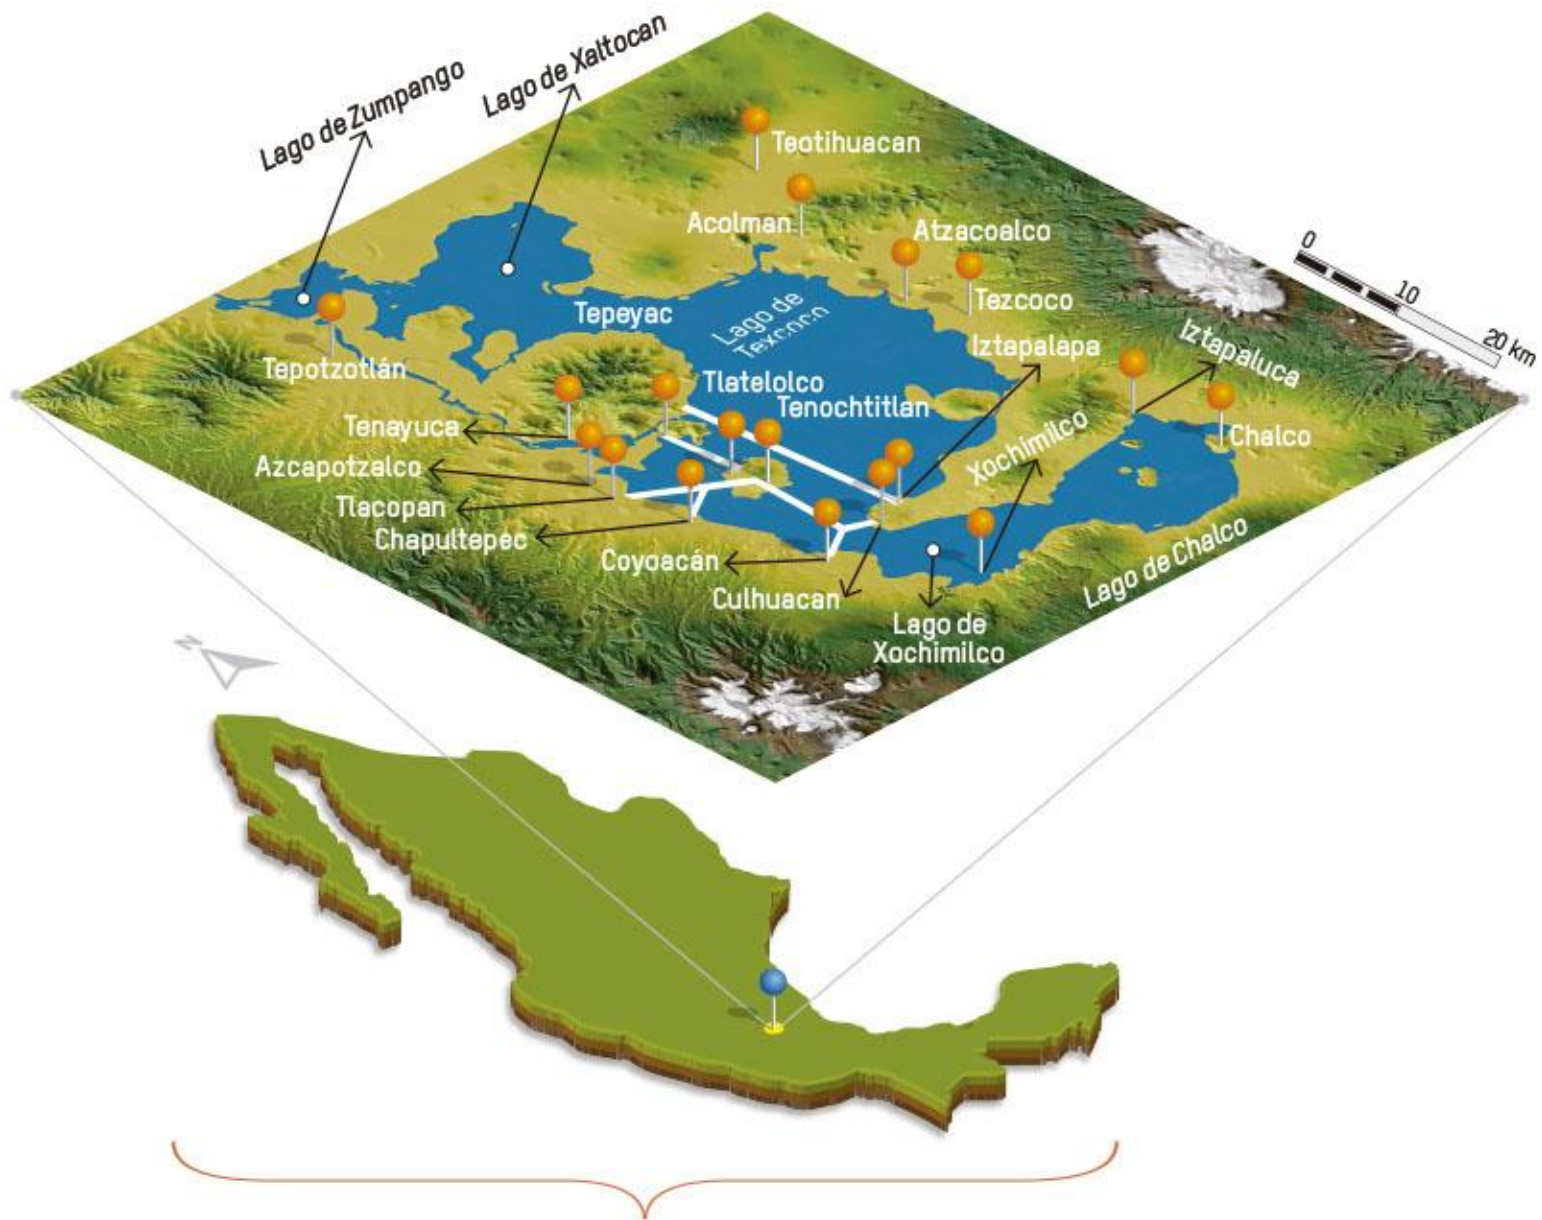 Lago de Zumpango
Lago de Xaltocan
Teotihuacan
Acolman
Atzacoalco
Tezcoco
0
10
20 km
Tepeyac
Lago de
Texcoco
Iztapalapa
Iztapaluca
Tepotzotlán
Tlatelolco
Tenochtitlan
Xochimilco
Chalco
Tenayuca
Azcapotzalco
Tlacopan
Chapultepec
Coyoacán
Culhuacan
Lago de Chalco
Lago de
Xochimilco
N